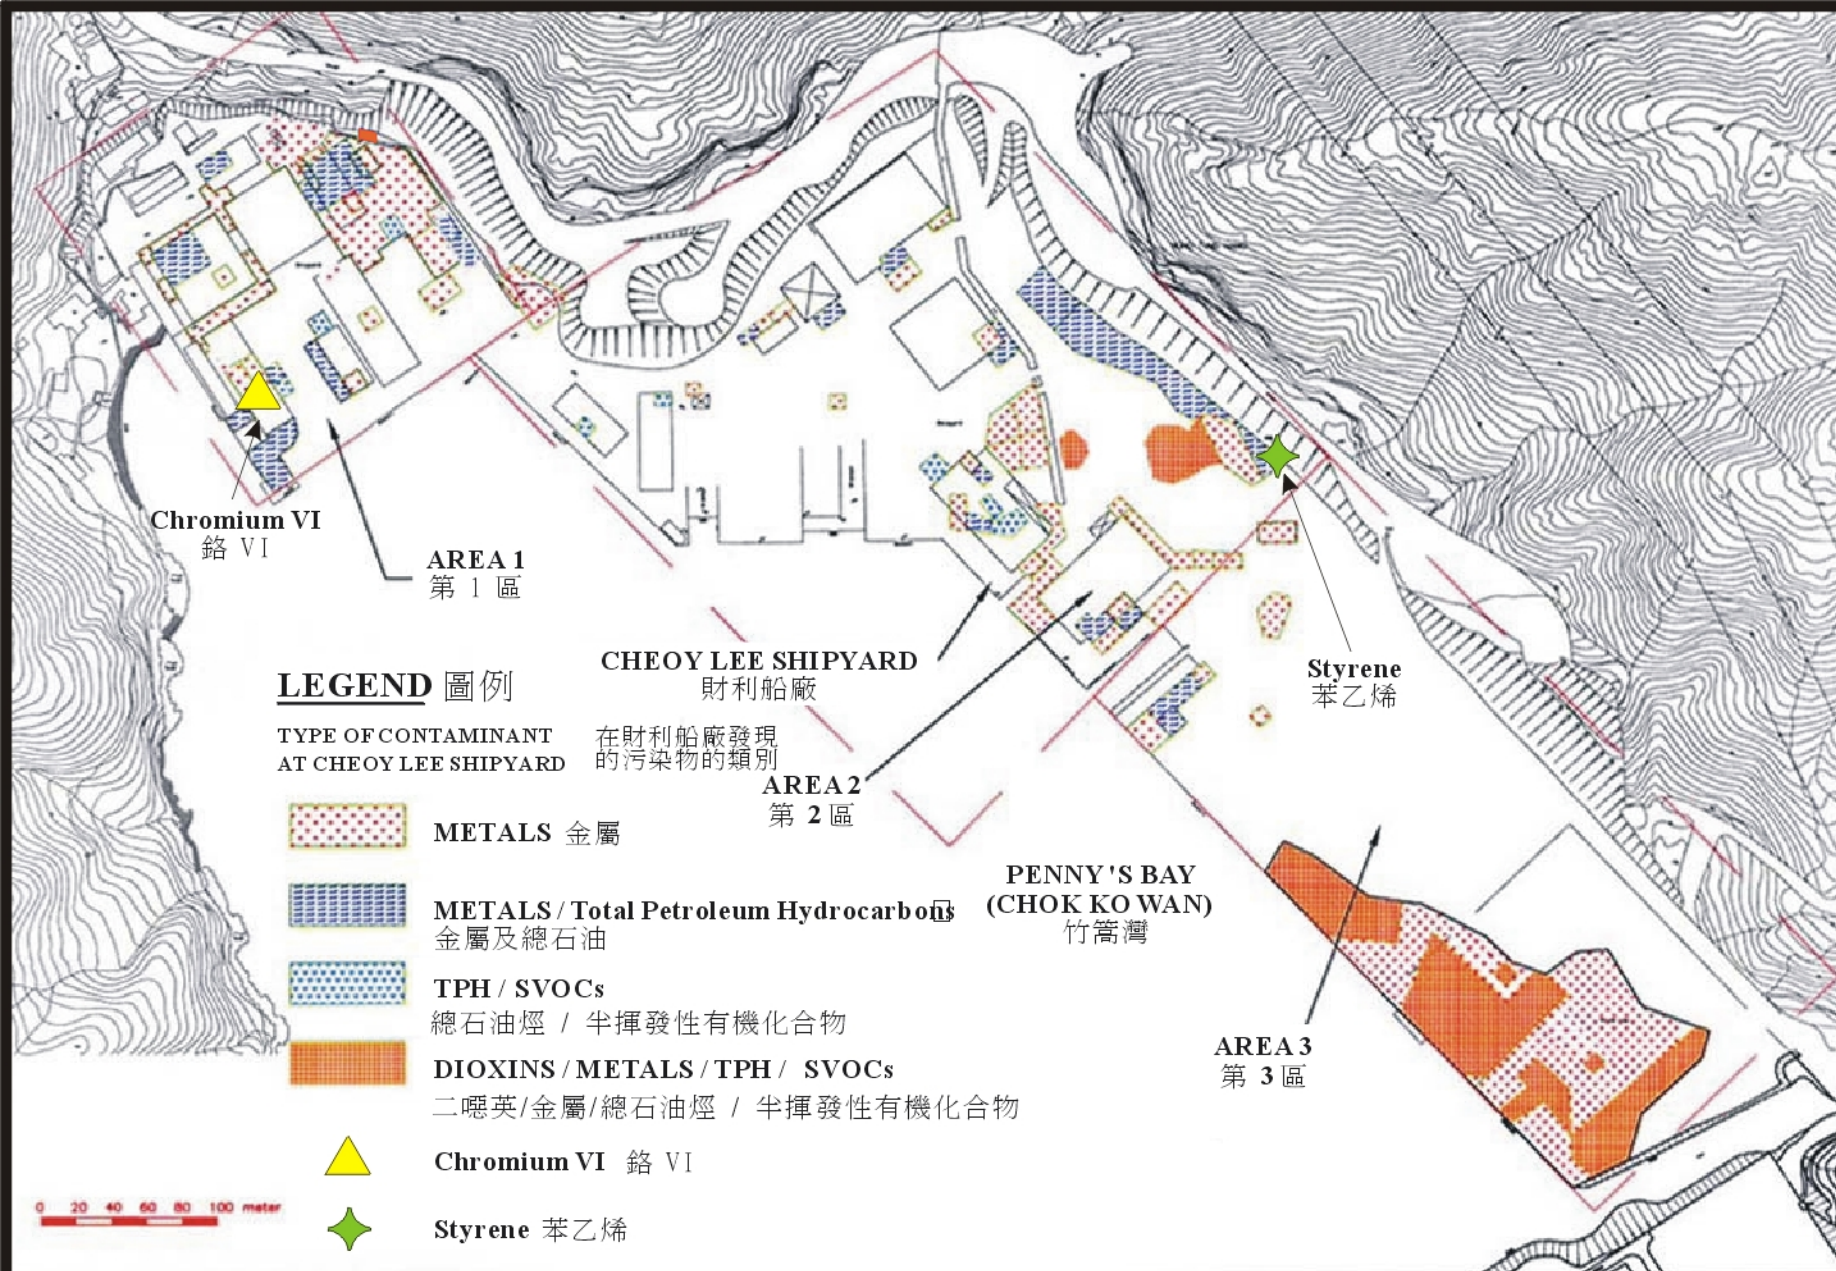 Chromium VI
鉻 VI
AREA 1
第 1 區
CHEOY LEE SHIPYARD
財利船廠
Styrene
苯乙烯
LEGEND 圖例
TYPE OF CONTAMINANT
AT CHEOY LEE SHIPYARD
在財利船廠發現
的污染物的類別
AREA 2
第 2 區
METALS 金屬
PENNY'S BAY
(CHOK KO WAN)
竹篙灣
METALS / Total Petroleum Hydrocarbons
金屬及總石油
TPH / SVOCs
總石油烴 / 半揮發性有機化合物
AREA 3
第 3 區
DIOXINS / METALS / TPH / SVOCs
二噁英/金屬/總石油烴 / 半揮發性有機化合物
Chromium VI 鉻 VI
0 20 40 60 80 100 meter
Styrene 苯乙烯